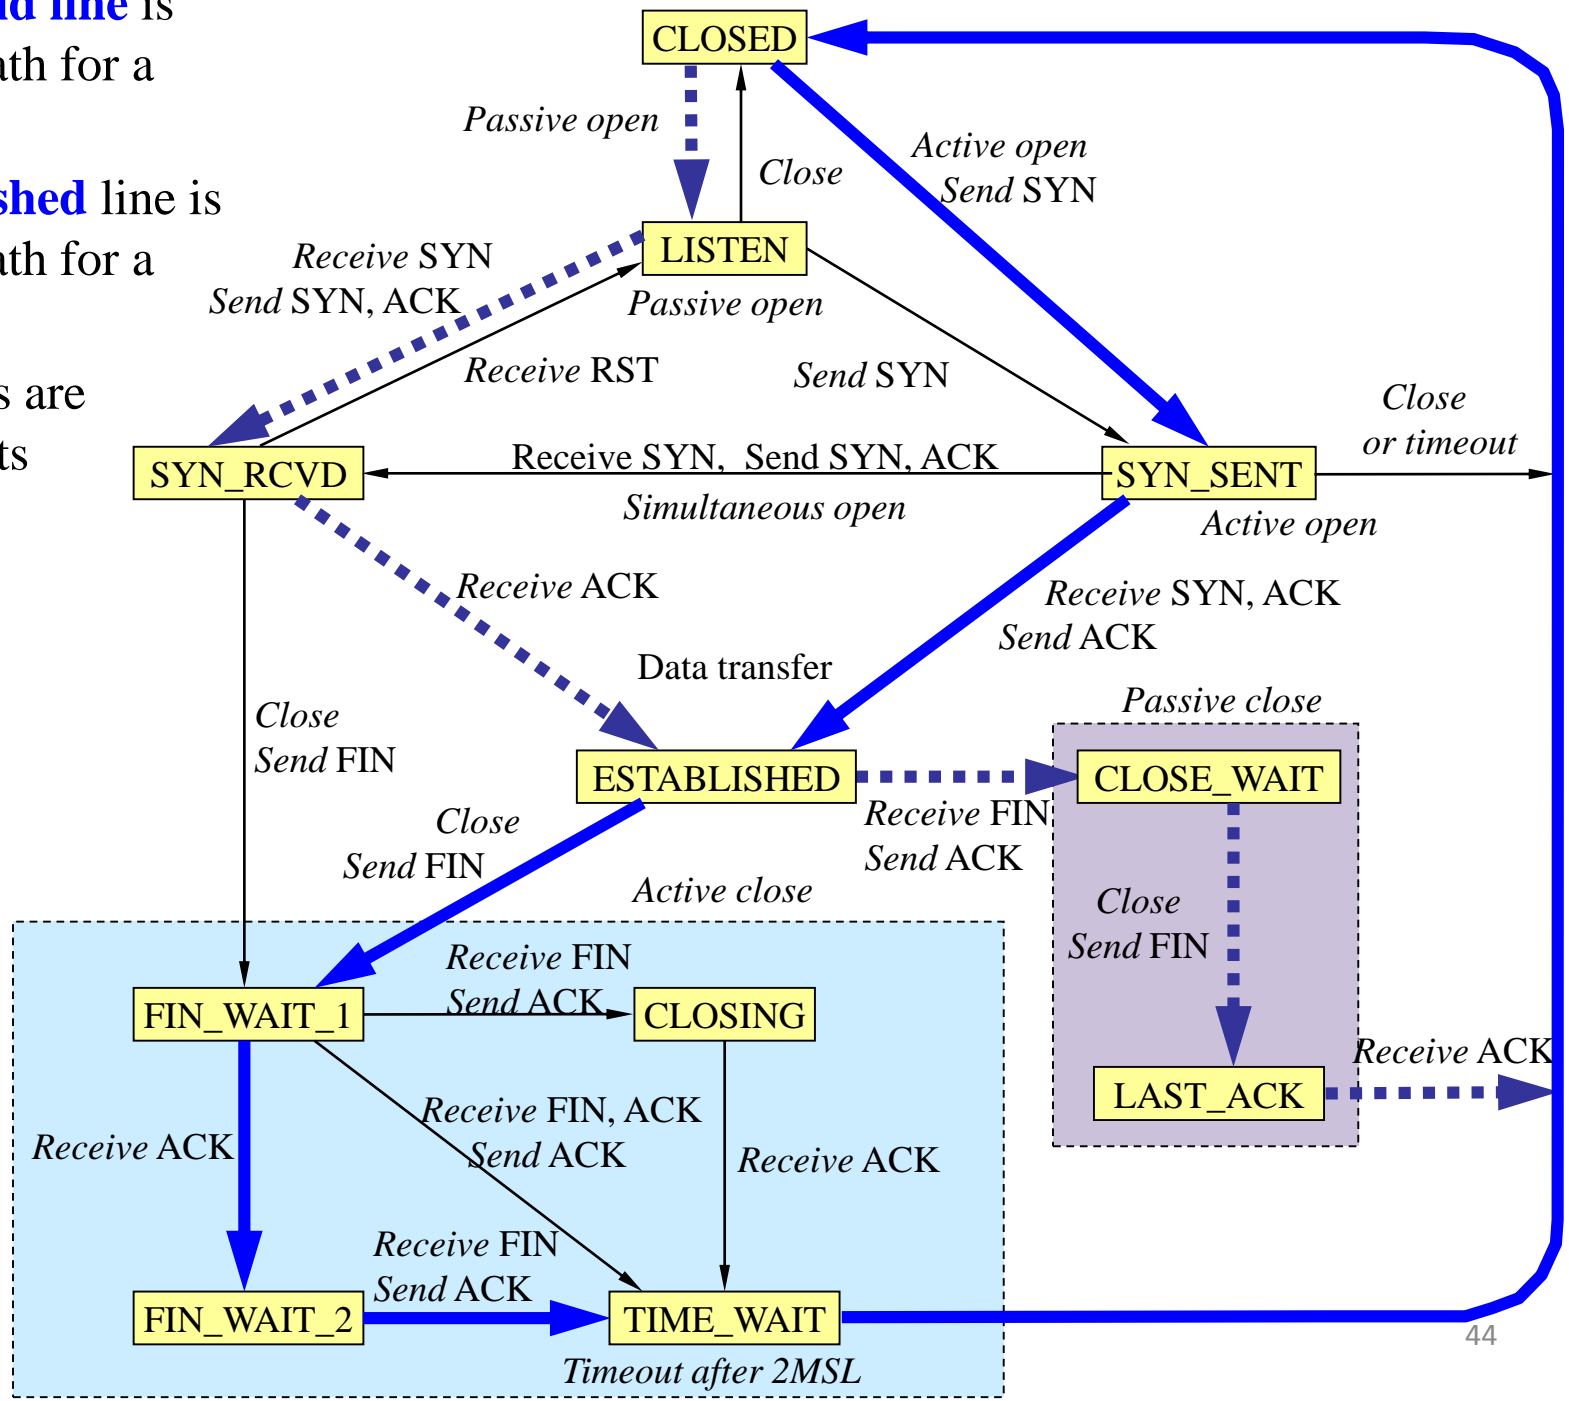 d line is
ath for a
shed line is
ath for a
s are
ts
CLOSED
Passive open
Close
Active open
Send SYN
LISTEN
Passive open
Receive SYN
Send SYN, ACK
Receive RST
Send SYN
Close
or timeout
SYN_RCVD
Receive SYN, Send SYN, ACK
Simultaneous open
SYN_SENT
Active open
Receive ACK
Receive SYN, ACK
Send ACK
Data transfer
Close
Send FIN
ESTABLISHED
Passive close
CLOSE_WAIT
Receive FIN
Send ACK
Close
Send FIN
Active close
Close
Send FIN
LAST_ACK
Receive ACK
FIN_WAIT_1
Receive FIN
Send ACK
CLOSING
Receive ACK
Receive FIN, ACK
Send ACK
Receive ACK
Receive FIN
Send ACK
FIN_WAIT_2
TIME_WAIT
Timeout after 2MSL
44